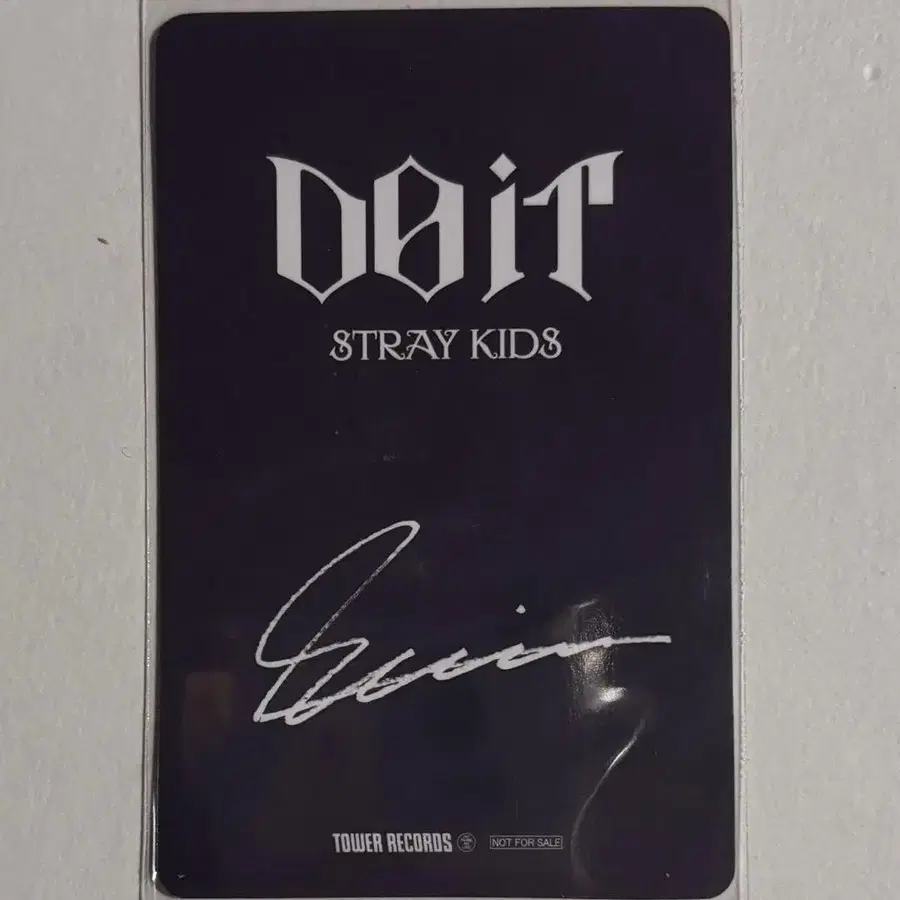 DO iT
STRAY KIDS
TOWER RECORDS
NOT FOR SALE